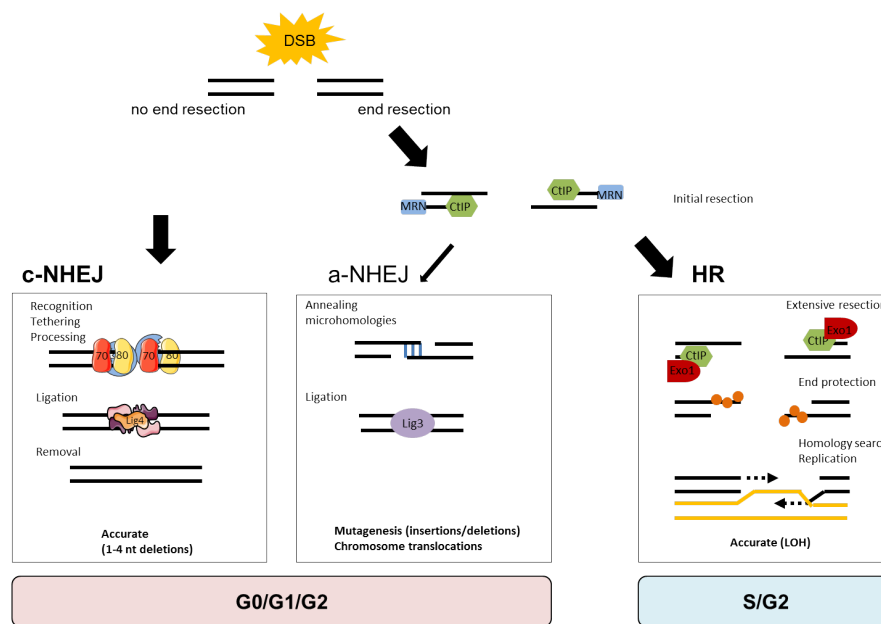 DSB
no end resection
end resection
CtIP
MRN
MRN
CtIP
Initial resection
c-NHEJ
a-NHEJ
HR
Recognition
Tethering
Processing
70
80
70
80
Ligation
Lig4
Removal
Accurate
(1-4 nt deletions)
Annealing
microhomologies
Ligation
Lig3
Mutagenesis (insertions/deletions)
Chromosome translocations
Extensive resection
Exo1
CtIP
CtIP
Exo1
End protection
Homology searc
Replication
Accurate (LOH)
G0/G1/G2
S/G2